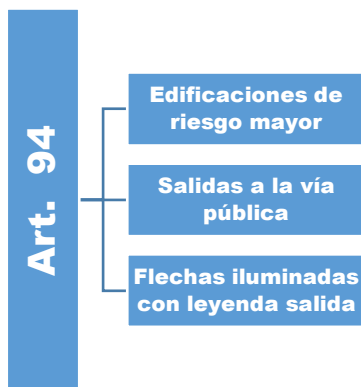 Art. 94
Edificaciones de
riesgo mayor
Salidas a la vía
pública
Flechas iluminadas
con leyenda salida